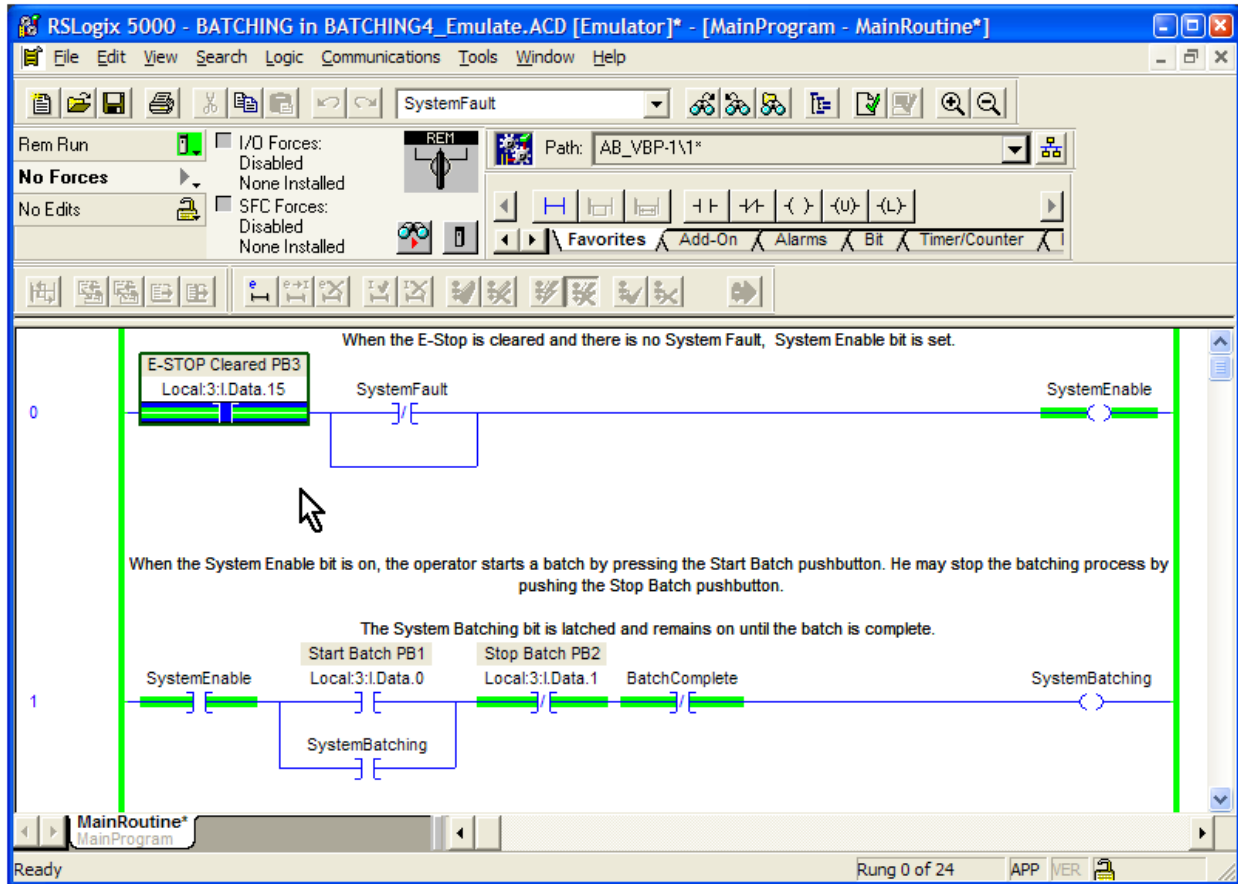 RSLogix 5000 - BATCHING in BATCHING4_Emulate.ACD [Emulator]* - [MainProgram - MainRoutine*]
File Edit View Search Logic Communications Tools Window Help
SystemFault
Rem Run
No Forces
No Edits
I/O Forces:
Disabled
None Installed
SFC Forces:
Disabled
None Installed
REM
Path: AB_VBP-1\1*
Favorites Add-On Alarms Bit Timer/Counter
When the E-Stop is cleared and there is no System Fault, System Enable bit is set.
E-STOP Cleared PB3
Local:3:I.Data.15 SystemFault SystemEnable
0
When the System Enable bit is on, the operator starts a batch by pressing the Start Batch pushbutton. He may stop the batching process by
pushing the Stop Batch pushbutton.
The System Batching bit is latched and remains on until the batch is complete.
Start Batch PB1 Stop Batch PB2
SystemEnable Local:3:I.Data.0 Local:3:I.Data.1 BatchComplete SystemBatching
1
SystemBatching
MainRoutine*
MainProgram
Ready Rung 0 of 24 APP VER